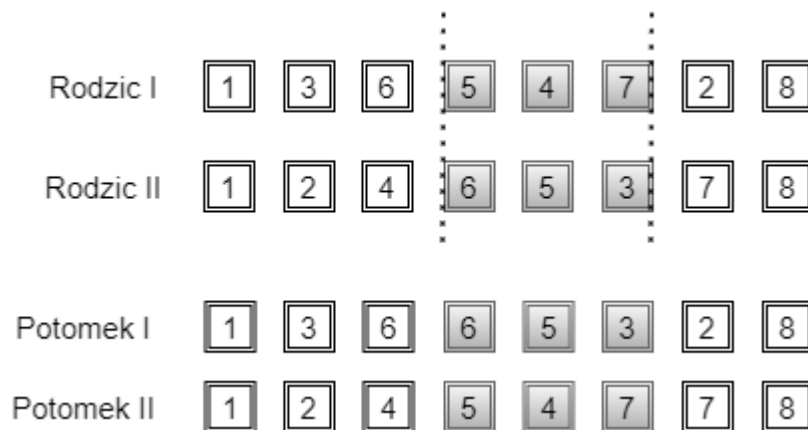 Rodzic I 1 3 6 5 4 7 2 8
Rodzic II 1 2 4 6 5 3 7 8
Potomek I 1 3 6 6 5 3 2 8
Potomek II 1 2 4 5 4 7 7 8